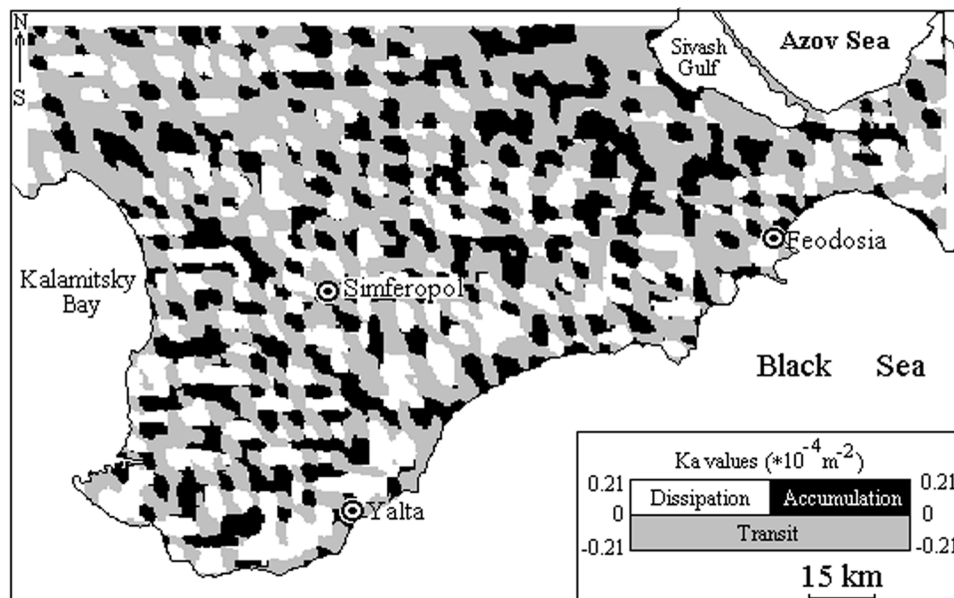 N
S
Sivash
Gulf
Azov Sea
Feodosia
Kalamitsky
Bay
Simferopol
Black Sea
Yalta
Ka values (*10⁻⁴ m⁻²)
0.21 Dissipation Accumulation 0.21
0 0
-0.21 Transit -0.21
15 km